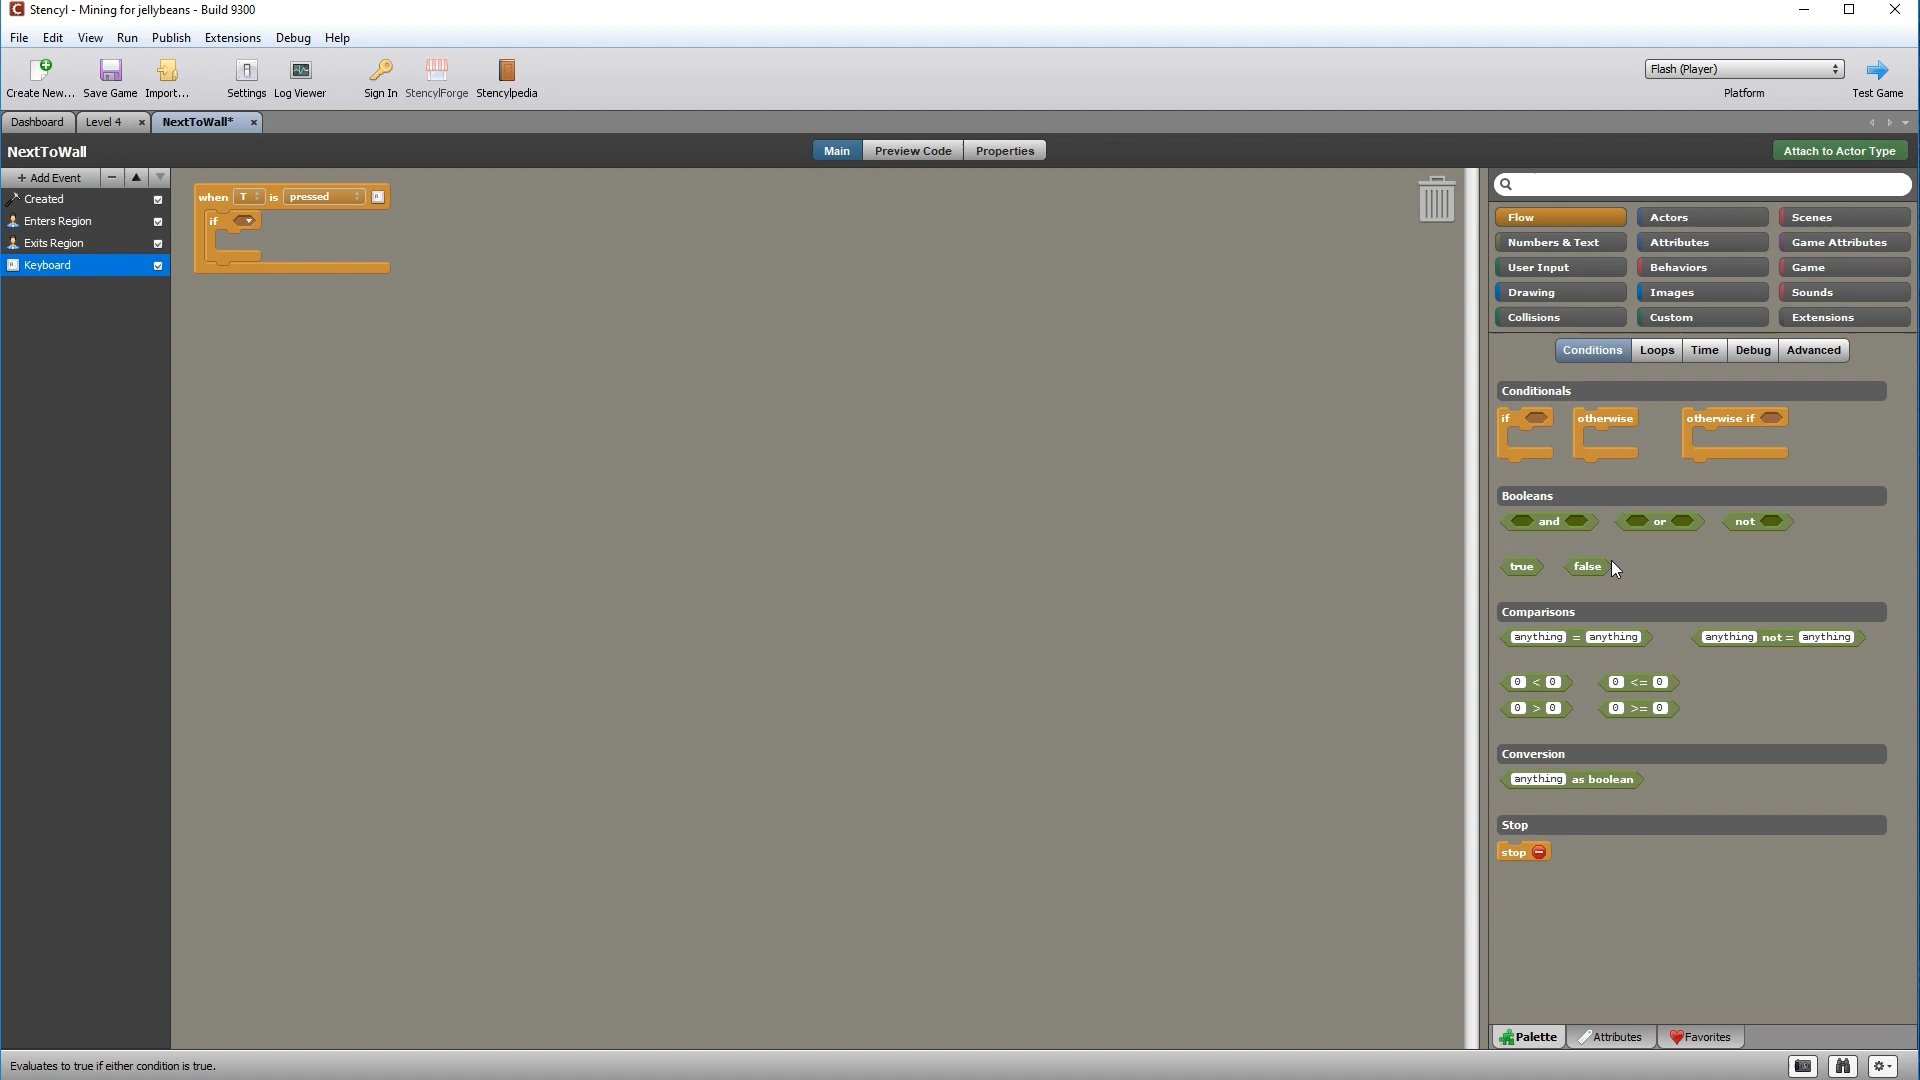 Stencyl - Mining for jellybeans - Build 9300
File Edit View Run Publish Extensions Debug Help
Create New... Save Game Import... Settings Log Viewer Sign In StencylForge Stencylpedia
Flash (Player)
Platform
Test Game
Dashboard Level 4 × NextToWall* ×
NextToWall
Main Preview Code Properties
Attach to Actor Type
+ Add Event
Created
Enters Region
Exits Region
Keyboard
when T is pressed
if
Flow Actors Scenes
Numbers & Text Attributes Game Attributes
User Input Behaviors Game
Drawing Images Sounds
Collisions Custom Extensions
Conditions Loops Time Debug Advanced
Conditionals
if otherwise otherwise if
Booleans
and or not
true false
Comparisons
anything = anything anything not = anything
0 < 0 0 <= 0
0 > 0 0 >= 0
Conversion
anything as boolean
Stop
stop
Palette Attributes Favorites
Evaluates to true if either condition is true.